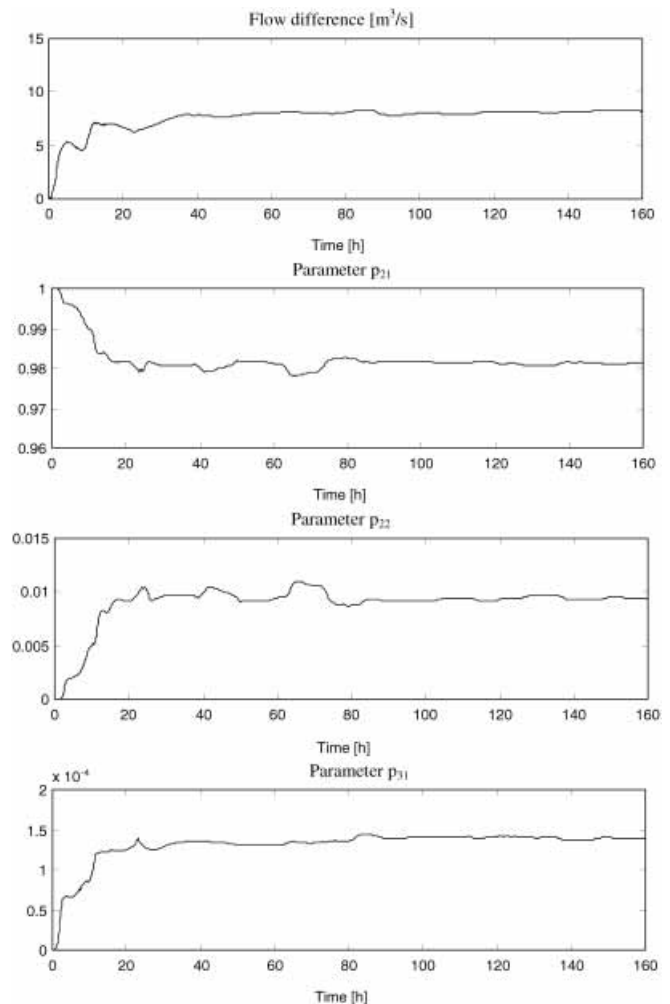 Flow difference [m³/s]
15
10
5
0
0 20 40 60 80 100 120 140 160
Time [h]
Parameter p₂₁
1
0.99
0.98
0.97
0.96
0 20 40 60 80 100 120 140 160
Time [h]
Parameter p₂₂
0.015
0.01
0.005
0
0 20 40 60 80 100 120 140 160
Time [h]
Parameter p₃₁
x 10⁻⁴
2
1.5
1
0.5
0
0 20 40 60 80 100 120 140 160
Time [h]